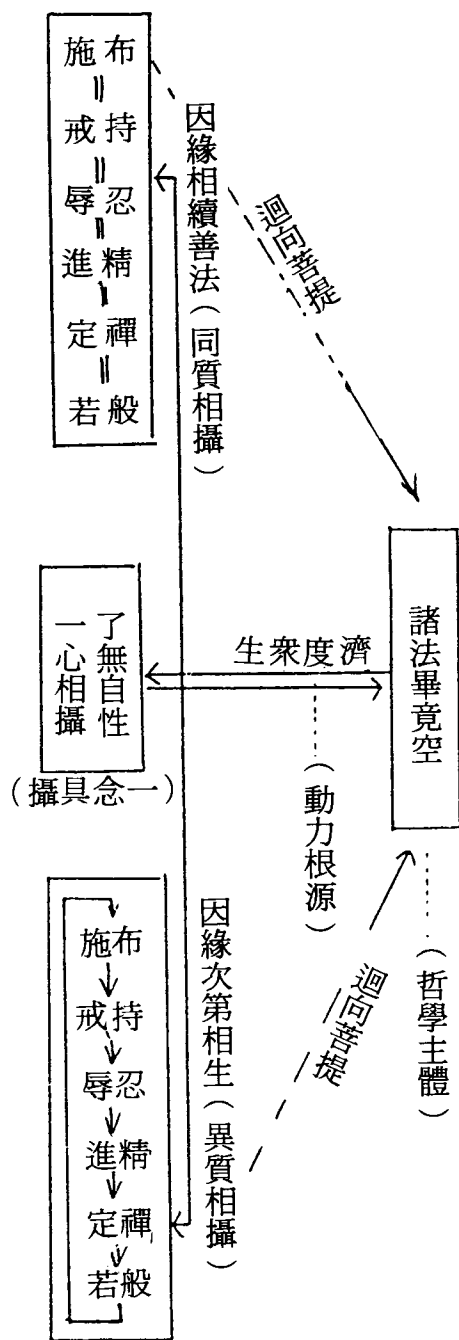 布施
持戒
忍辱
精進
禪定
般若
因緣相續善法(同質相攝)
迴向菩提
諸法畢竟空
(哲學主體)
濟度衆生
(動力根源)
了無自性
一心相攝
(一念具攝)
因緣次第相生(異質相攝)
迴向菩提
布施
持戒
忍辱
精進
禪定
般若